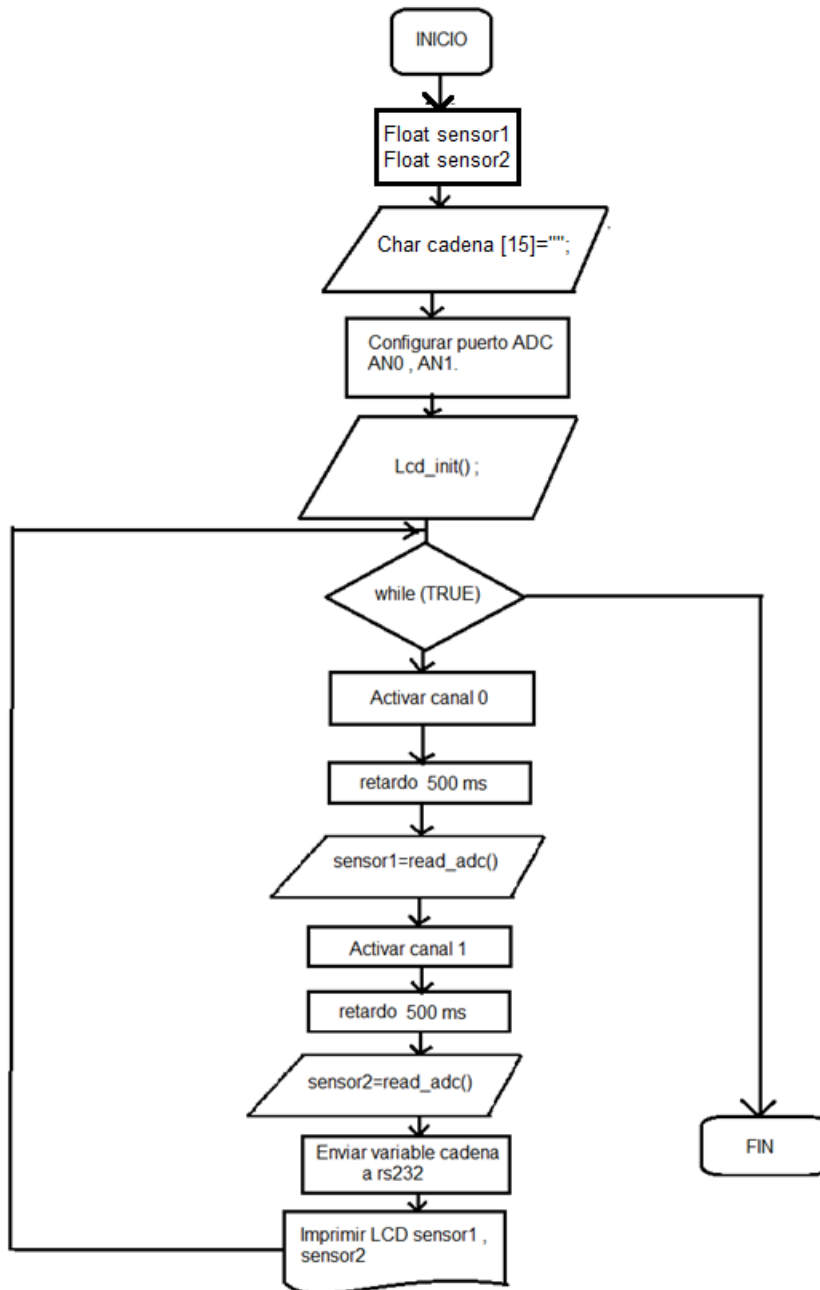 INICIO
Float sensor1
Float sensor2
Char cadena [15]="";
Configurar puerto ADC
AN0 , AN1.
Lcd_init() ;
while (TRUE)
Activar canal 0
retardo 500 ms
sensor1=read_adc()
Activar canal 1
retardo 500 ms
sensor2=read_adc()
Enviar variable cadena
a rs232
FIN
Imprimir LCD sensor1 ,
sensor2